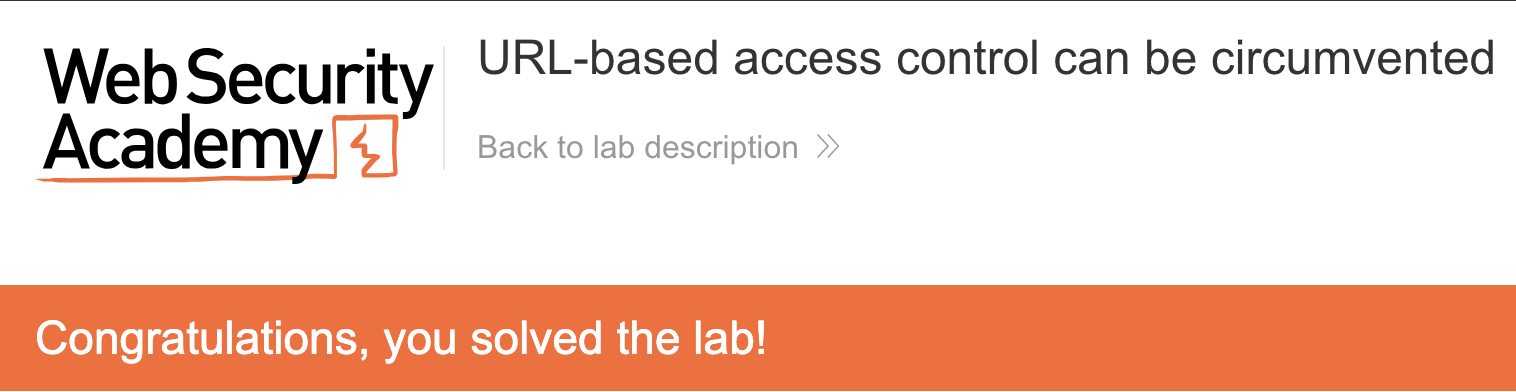 Web Security
Academy
URL-based access control can be circumvented
Back to lab description
Congratulations, you solved the lab!